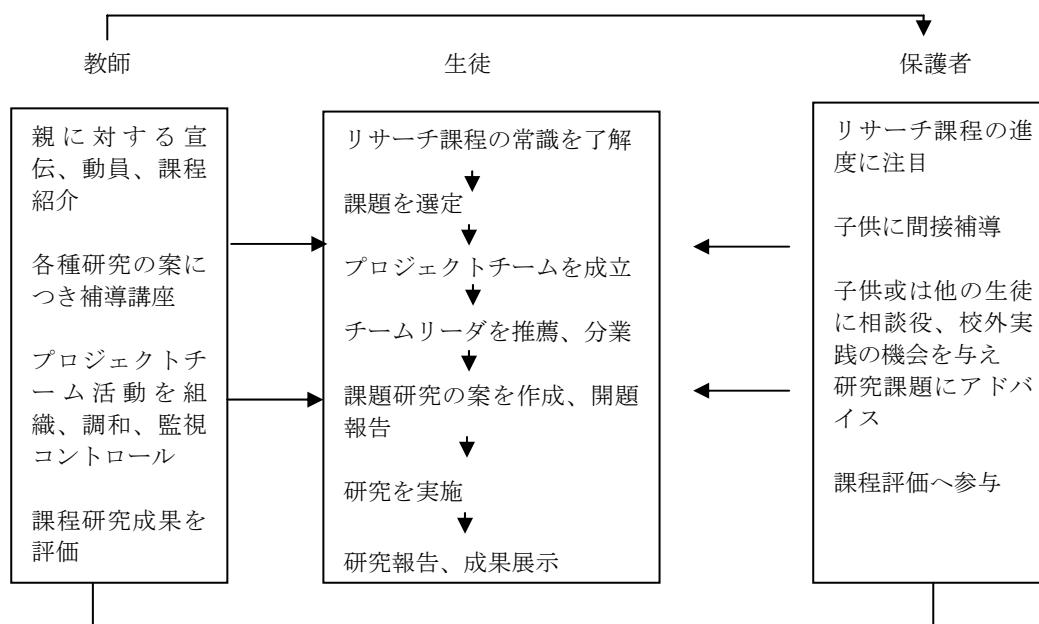 教師
生徒
保護者
親に対する宣
伝、動員、課程
紹介
各種研究の案に
つき補導講座
プロジェクトチ
ーム活動を組
織、調和、監視
コントロール
課程研究成果を
評価
リサーチ課程の常識を了解
課題を選定
プロジェクトチームを成立
チームリーダを推薦、分業
課題研究の案を作成、開題
報告
研究を実施
研究報告、成果展示
リサーチ課程の進
度に注目
子供に間接補導
子供或は他の生徒
に相談役、校外実
践の機会を与え
研究課題にアドバ
イス
課程評価へ参与